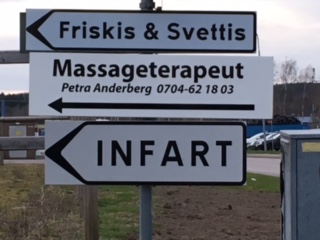 Friskis & Svettis
Massageterapeut
Petra Anderberg 0704-62 18 03
INFART